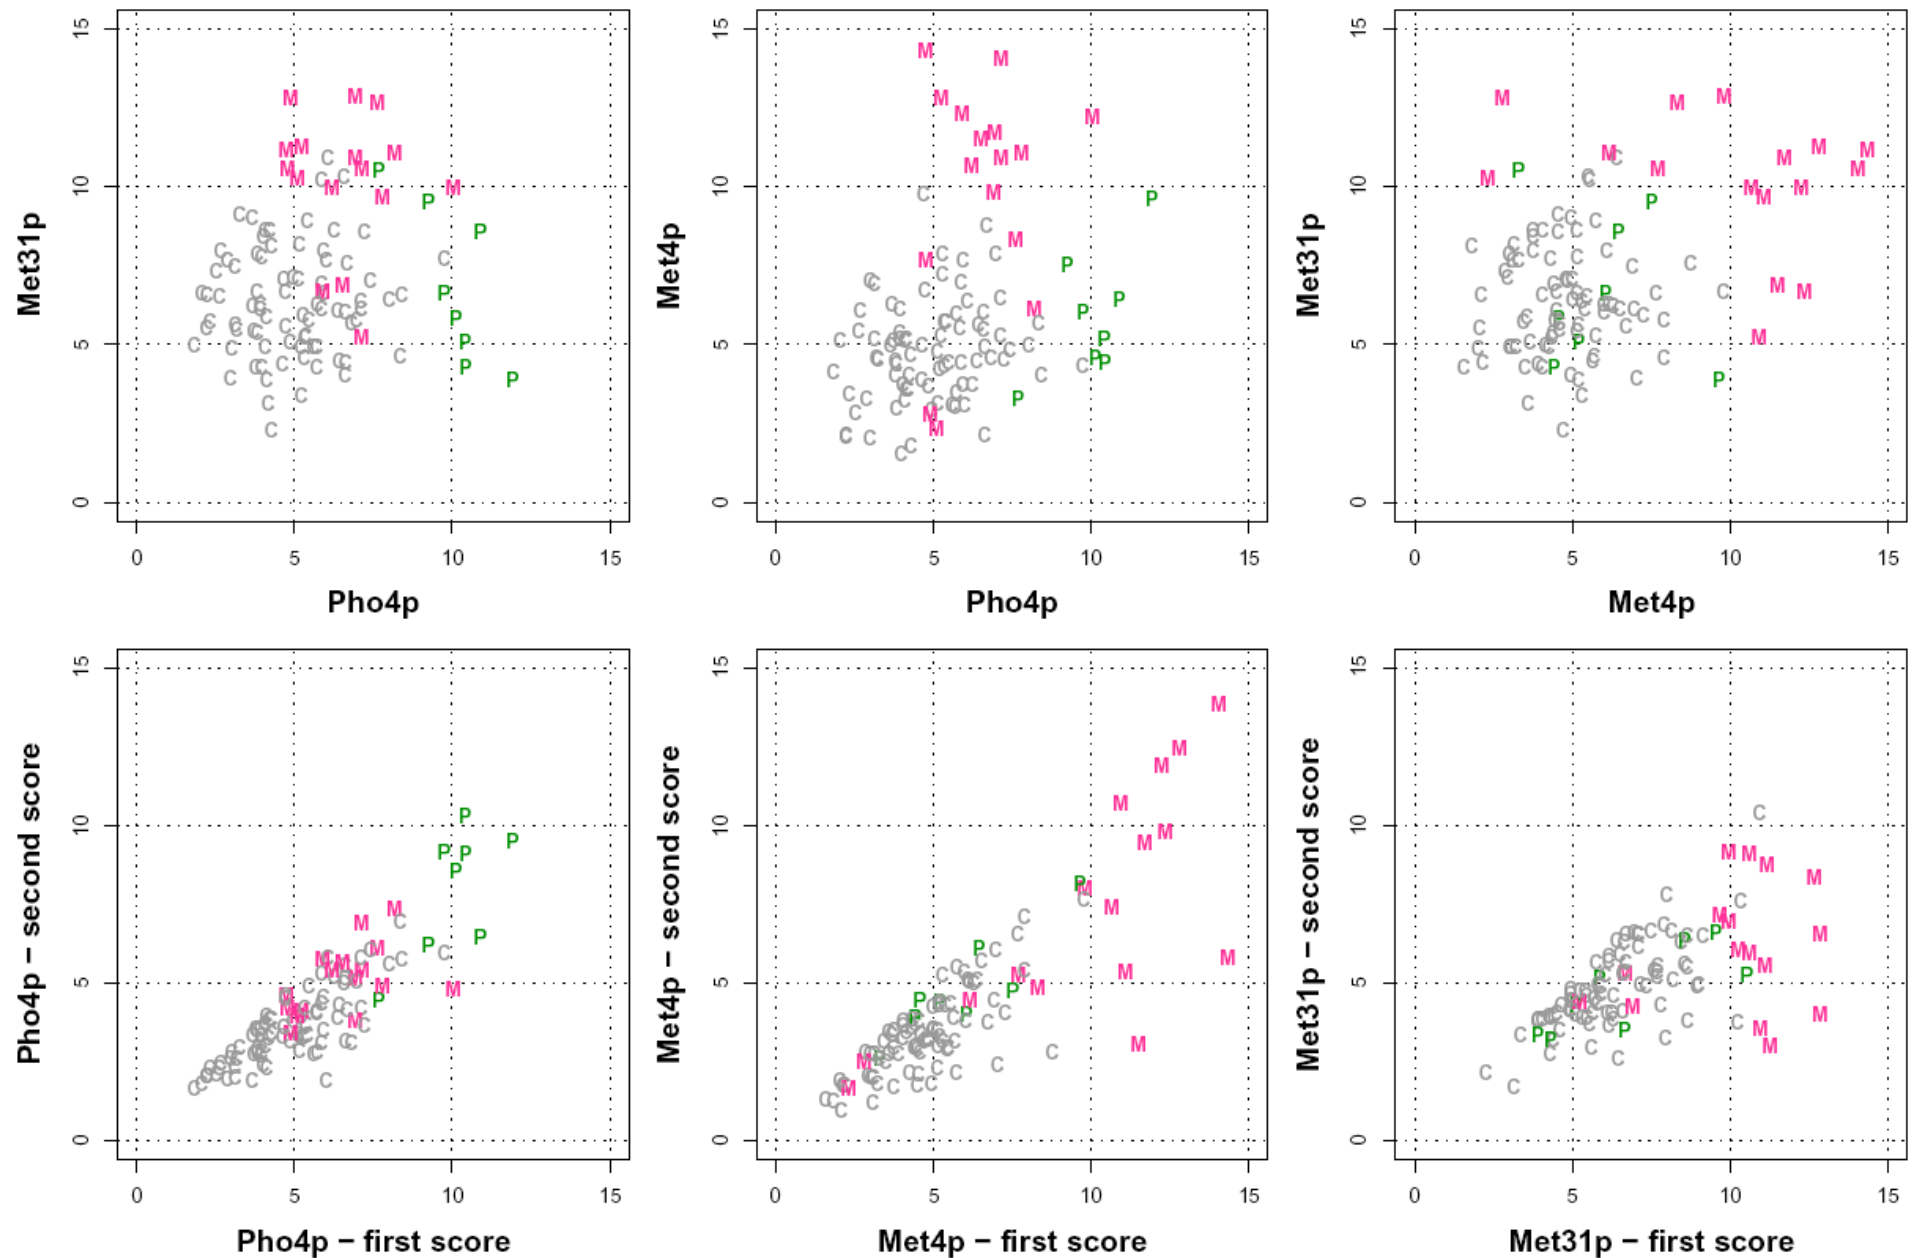 Met31p
0 5 10 15
0 5 10 15
Pho4p
Met4p
0 5 10 15
0 5 10 15
Pho4p
Met31p
0 5 10 15
0 5 10 15
Met4p
Pho4p − second score
0 5 10 15
0 5 10 15
Pho4p − first score
Met4p − second score
0 5 10 15
0 5 10 15
Met4p − first score
Met31p − second score
0 5 10 15
0 5 10 15
Met31p − first score